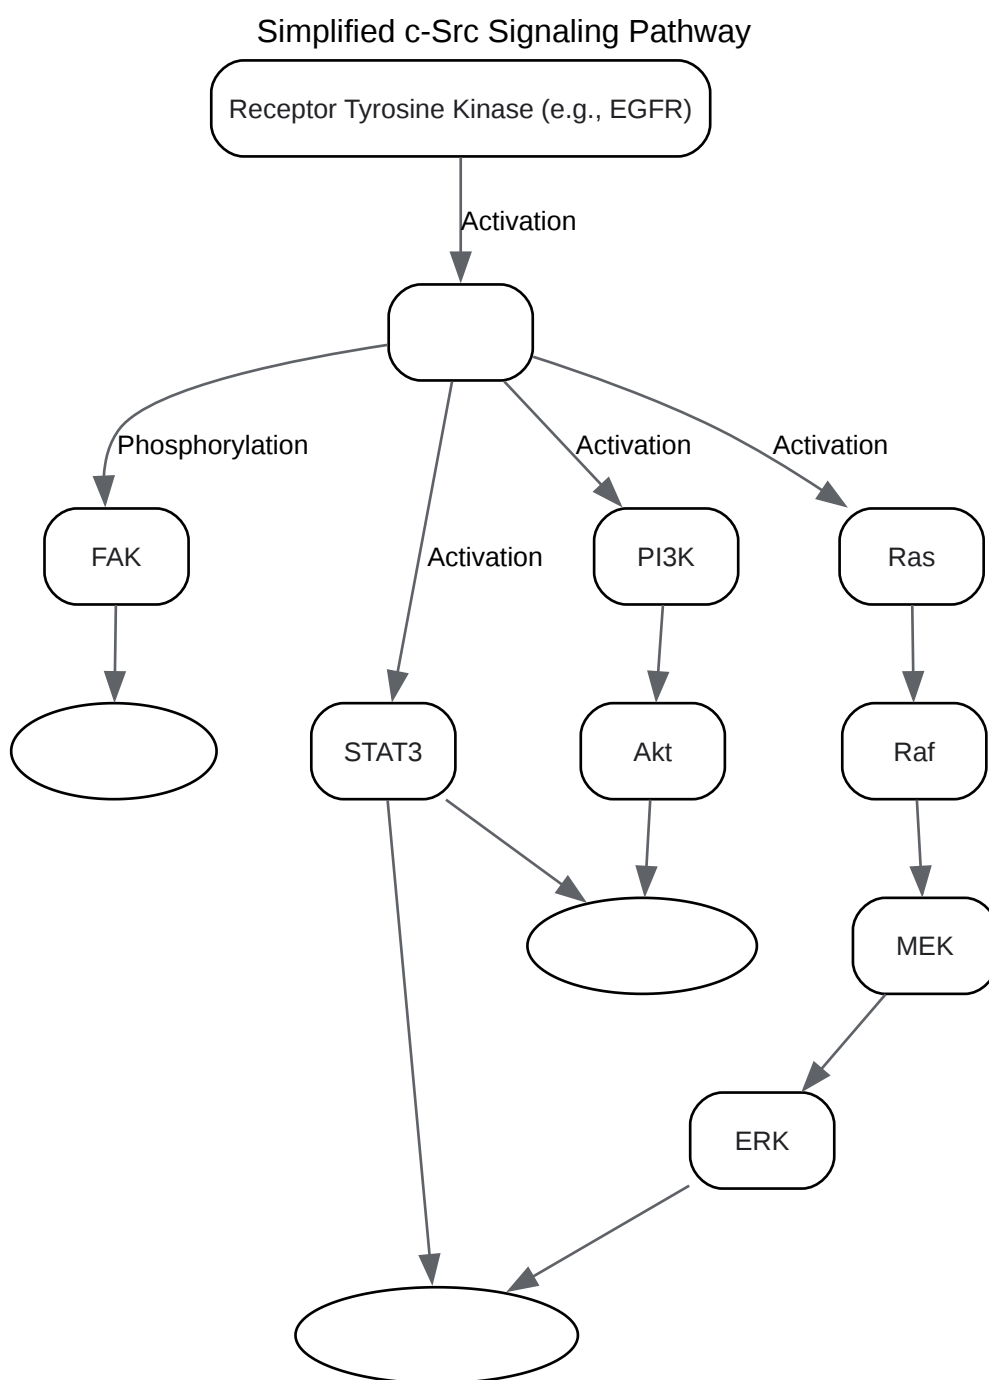 Simplified c-Src Signaling Pathway
Receptor Tyrosine Kinase (e.g., EGFR)
Activation
Phosphorylation
Activation
Activation
FAK
Activation
PI3K
Ras
STAT3
Akt
Raf
MEK
ERK